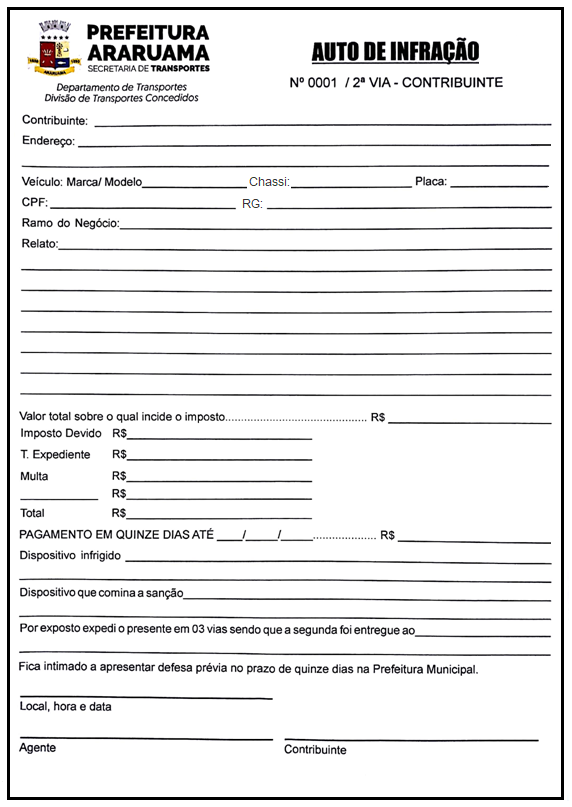 PREFEITURA
ARARUAMA
SECRETARIA DE TRANSPORTES
ARARUAMA
Departamento de Transportes
Divisão de Transportes Concedidos
AUTO DE INFRAÇÃO
Nº 0001 / 2ª VIA - CONTRIBUINTE
Contribuinte:
Endereço:
Veículo: Marca/ Modelo Chassi: Placa:
CPF: RG:
Ramo do Negócio:
Relato:
Valor total sobre o qual incide o imposto............................................. R$
Imposto Devido R$
T. Expediente R$
Multa R$
R$
Total R$
PAGAMENTO EM QUINZE DIAS ATÉ ____/_____/_____.................... R$
Dispositivo infrigido
Dispositivo que comina a sanção
Por exposto expedi o presente em 03 vias sendo que a segunda foi entregue ao
Fica intimado a apresentar defesa prévia no prazo de quinze dias na Prefeitura Municipal.
Local, hora e data
Agente Contribuinte